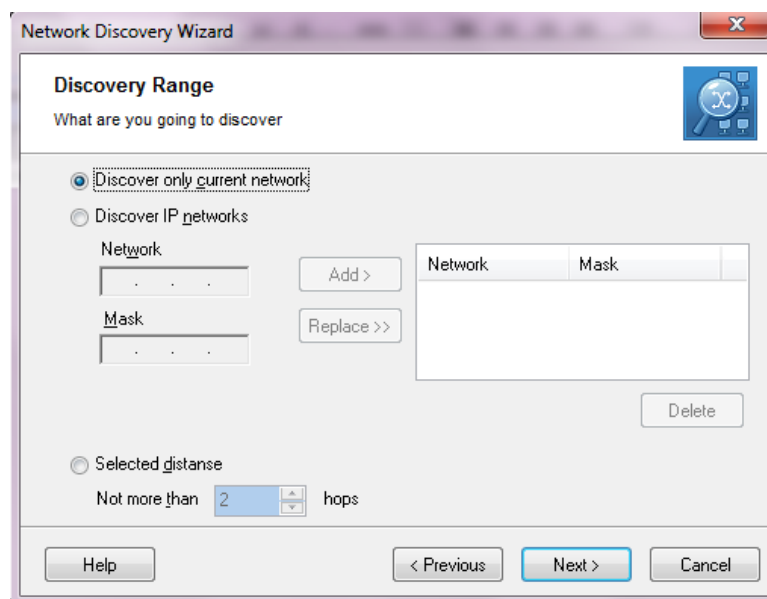 Network Discovery Wizard
Discovery Range
What are you going to discover
Discover only current network
Discover IP networks
Network
Add >
Network Mask
Mask
Replace >>
Delete
Selected distanse
Not more than 2 hops
Help < Previous Next > Cancel